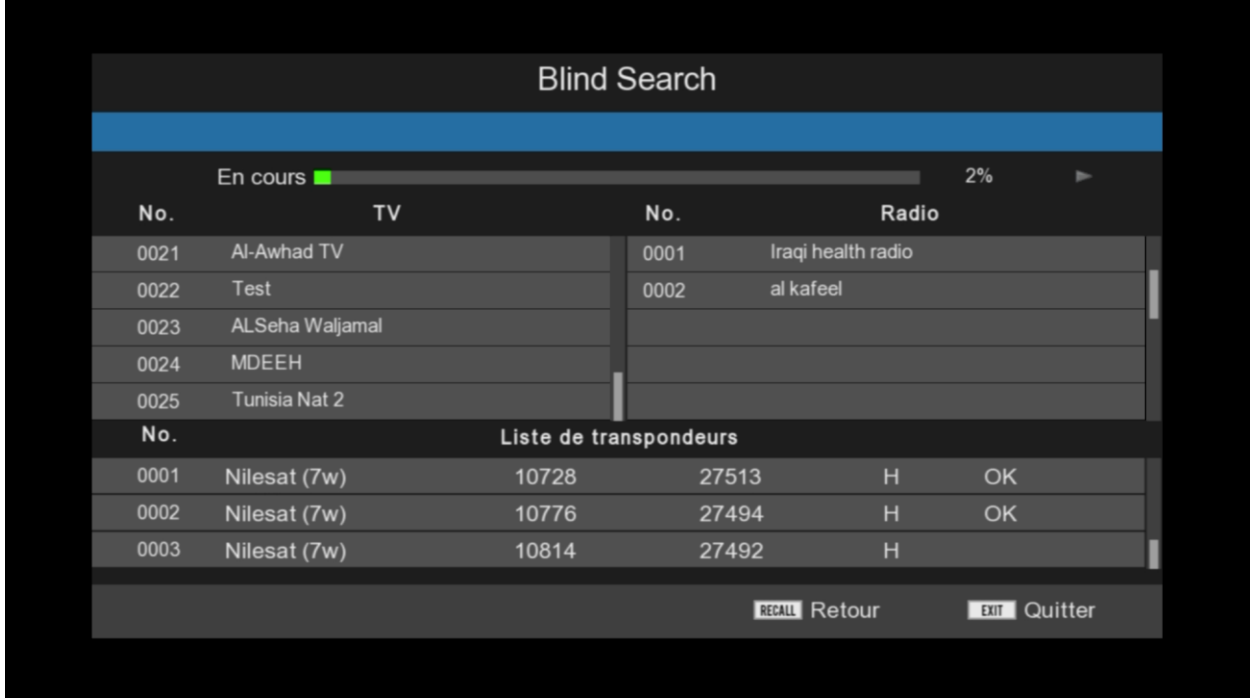 Blind Search
En cours 2%
No. TV No. Radio
0021 Al-Awhad TV 0001 Iraqi health radio
0022 Test 0002 al kafeel
0023 ALSeha Waljamal
0024 MDEEH
0025 Tunisia Nat 2
No. Liste de transpondeurs
0001 Nilesat (7w) 10728 27513 H OK
0002 Nilesat (7w) 10776 27494 H OK
0003 Nilesat (7w) 10814 27492 H
RECALL Retour EXIT Quitter